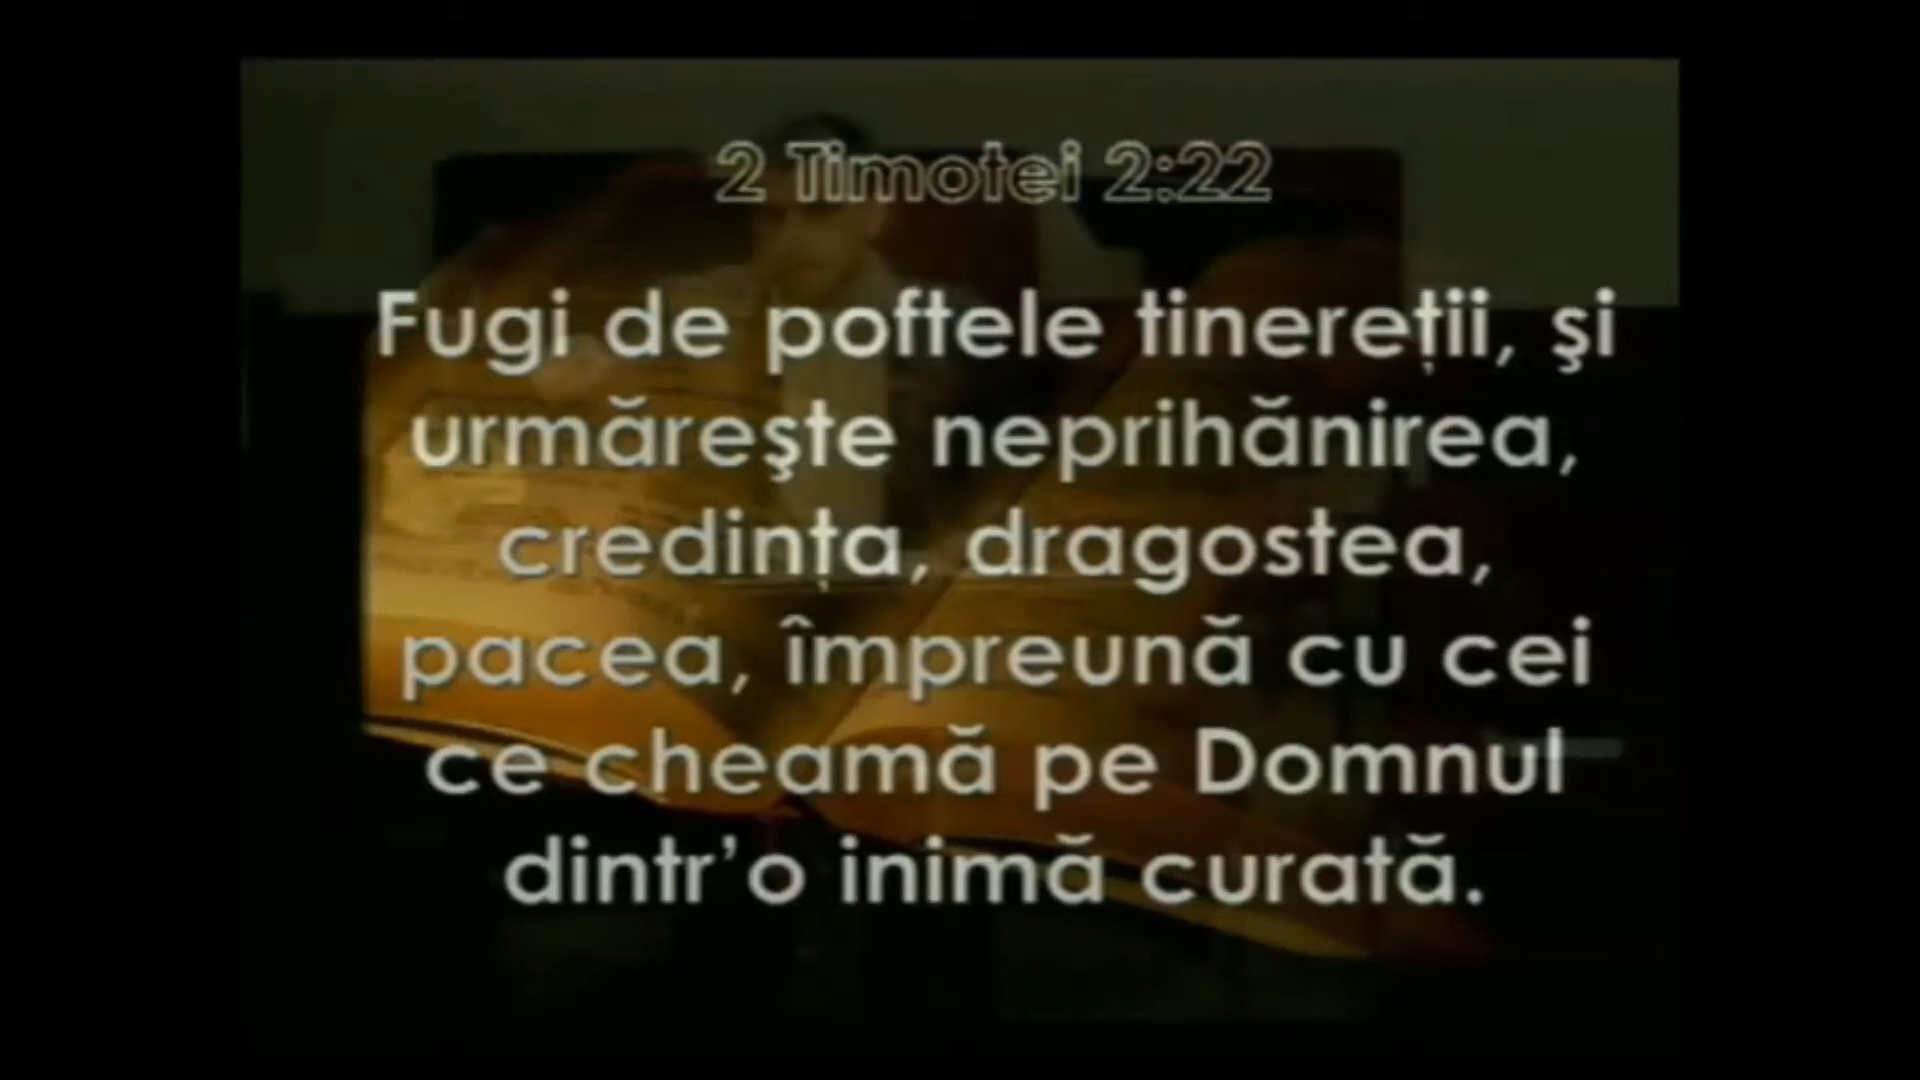 2 Timotei 2:22
Fugi de poftele tinereții, şi
urmăreşte neprihănirea,
credința, dragostea,
pacea, împreună cu cei
ce cheamă pe Domnul
dintr’o inimă curată.